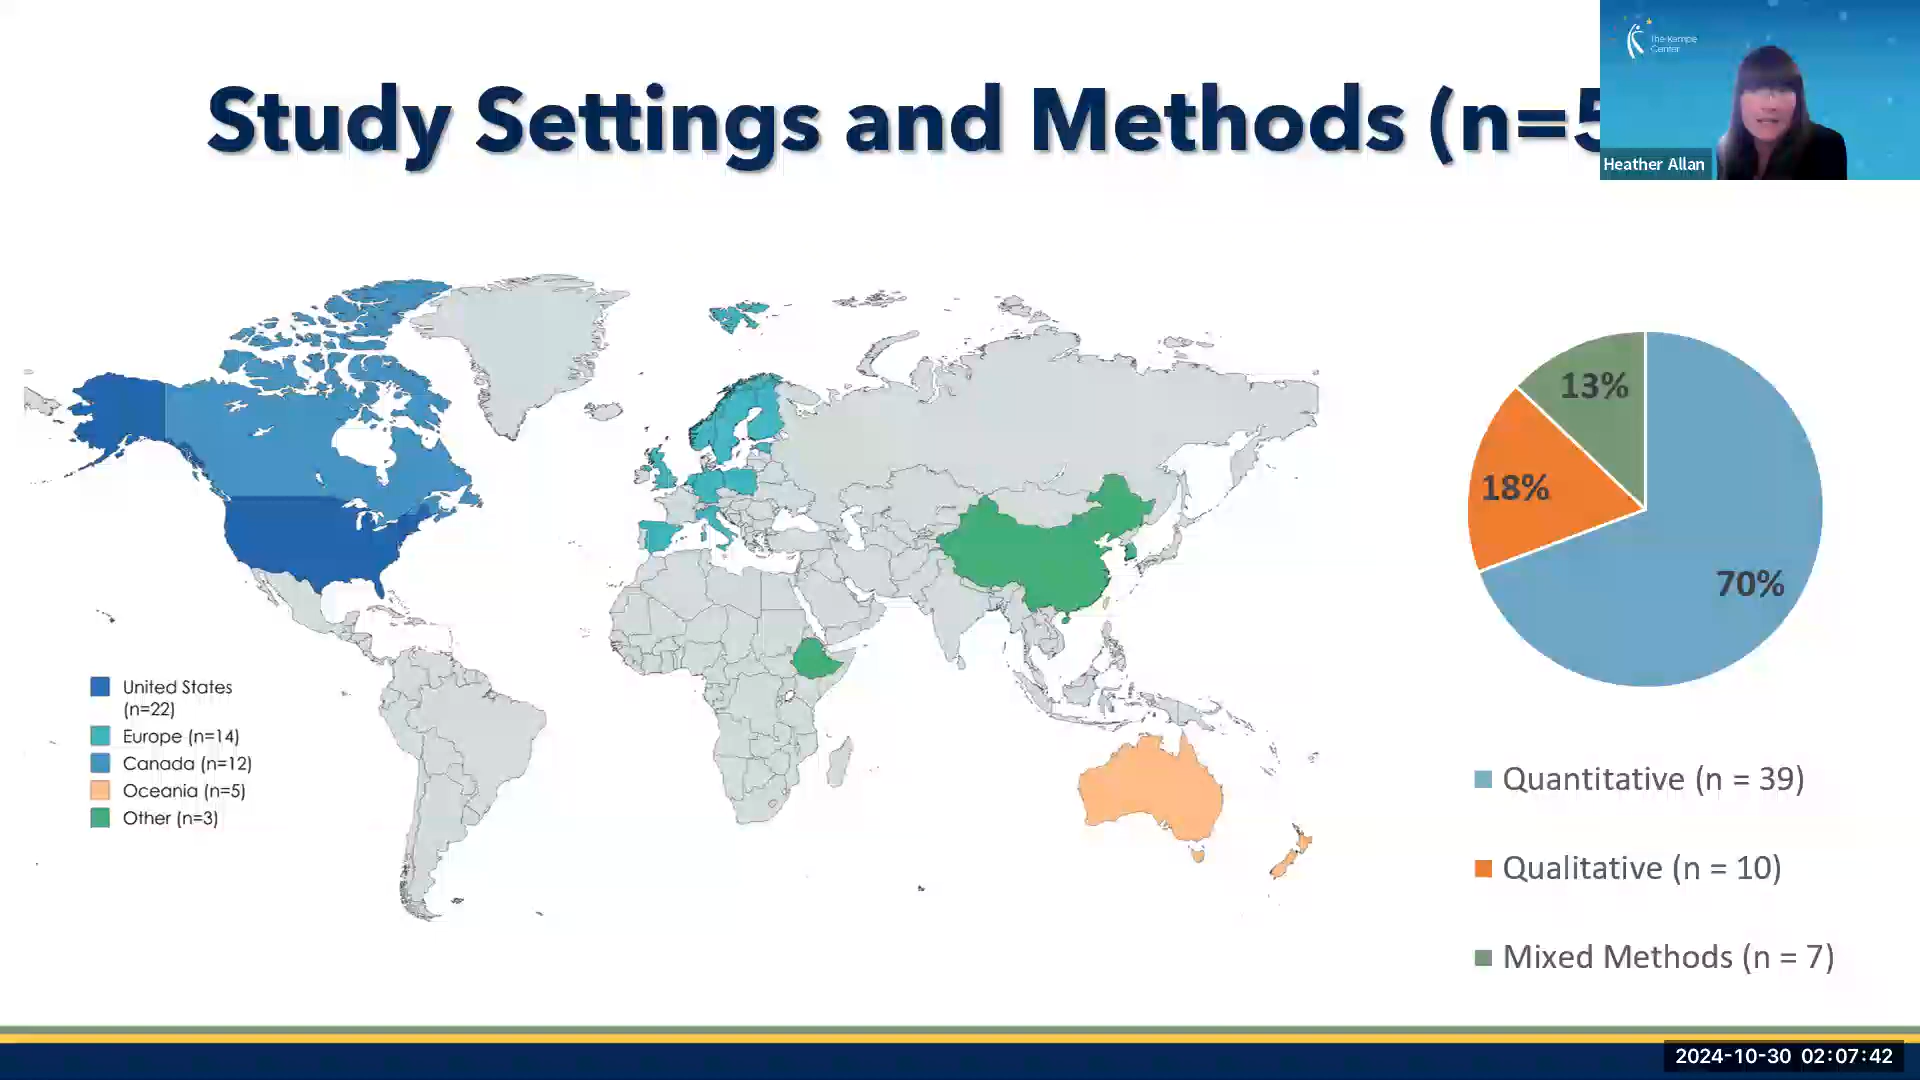 Study Settings and Methods (n=5
The Kempe
Center
Heather Allan
13%
18%
70%
United States
(n=22)
Europe (n=14)
Canada (n=12)
Oceania (n=5)
Other (n=3)
Quantitative (n = 39)
Qualitative (n = 10)
Mixed Methods (n = 7)
2024-10-30 02:07:42